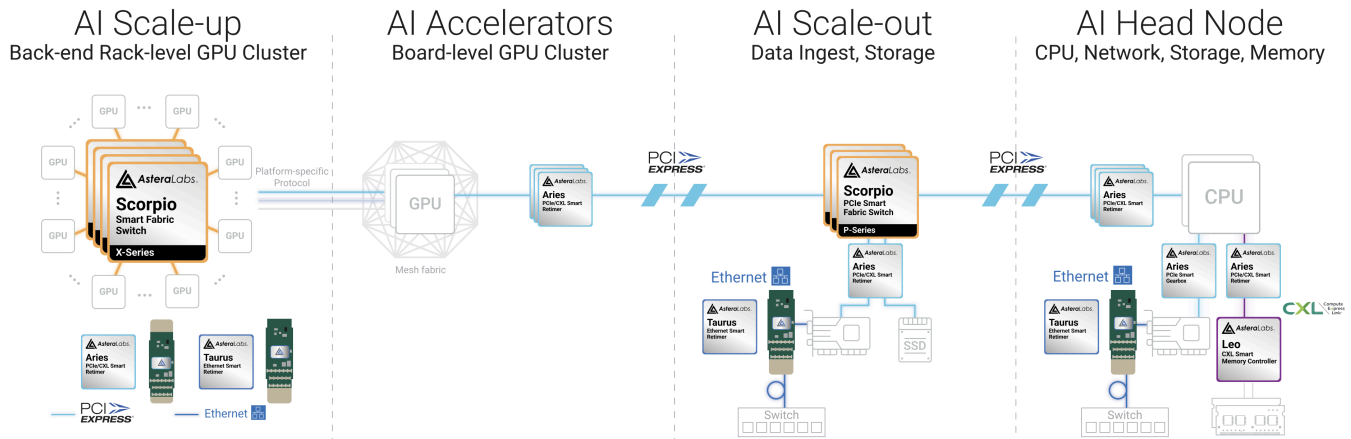 AI Scale-up
Back-end Rack-level GPU Cluster
GPU
GPU
GPU
GPU
GPU
GPU
GPU
GPU
AsteraLabs.
Scorpio
Smart Fabric
Switch
X-Series
Platform-specific
Protocol
AsteraLabs.
Aries
PCIe/CXL Smart
Retimer
AsteraLabs.
Taurus
Ethernet Smart
Retimer
PCI
EXPRESS
Ethernet
AI Accelerators
Board-level GPU Cluster
GPU
Mesh fabric
AsteraLabs.
Aries
PCIe/CXL Smart
Retimer
PCI
EXPRESS
AI Scale-out
Data Ingest, Storage
AsteraLabs.
Scorpio
PCIe Smart
Fabric Switch
P-Series
AsteraLabs.
Aries
PCIe/CXL Smart
Retimer
Ethernet
AsteraLabs.
Taurus
Ethernet Smart
Retimer
SSD
Switch
PCI
EXPRESS
AI Head Node
CPU, Network, Storage, Memory
AsteraLabs.
Aries
PCIe/CXL Smart
Retimer
CPU
AsteraLabs.
Aries
PCIe Smart
Gearbox
AsteraLabs.
Aries
PCIe/CXL Smart
Retimer
Ethernet
AsteraLabs.
Taurus
Ethernet Smart
Retimer
CXL
Compute
Express
Link
AsteraLabs.
Leo
CXL Smart
Memory Controller
Switch